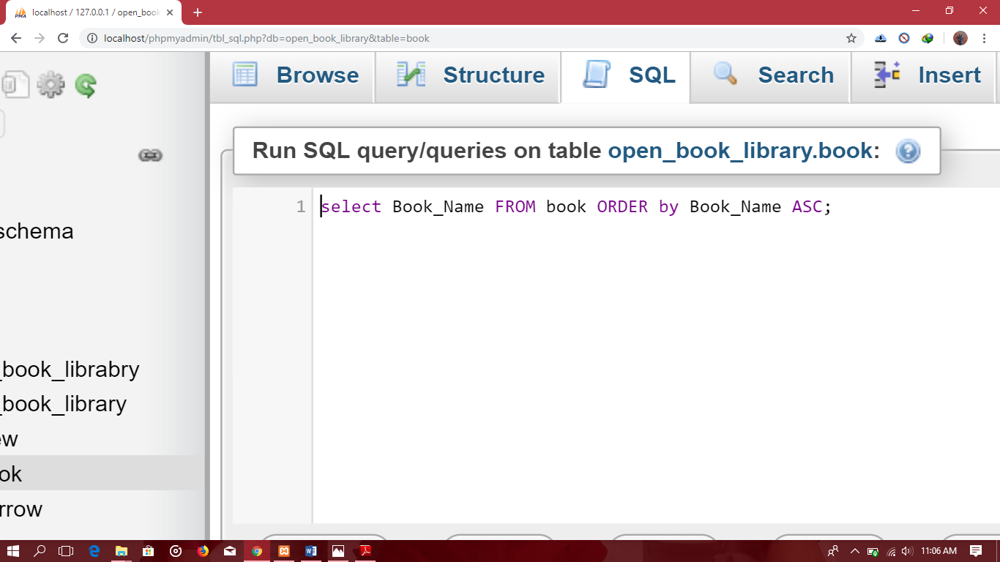 localhost / 127.0.0.1 / open_book
localhost/phpmyadmin/tbl_sql.php?db=open_book_library&table=book
Browse
Structure
SQL
Search
Insert
Run SQL query/queries on table open_book_library.book:
1 select Book_Name FROM book ORDER by Book_Name ASC;
schema
_book_librabry
_book_library
ew
ok
rrow
11:06 AM